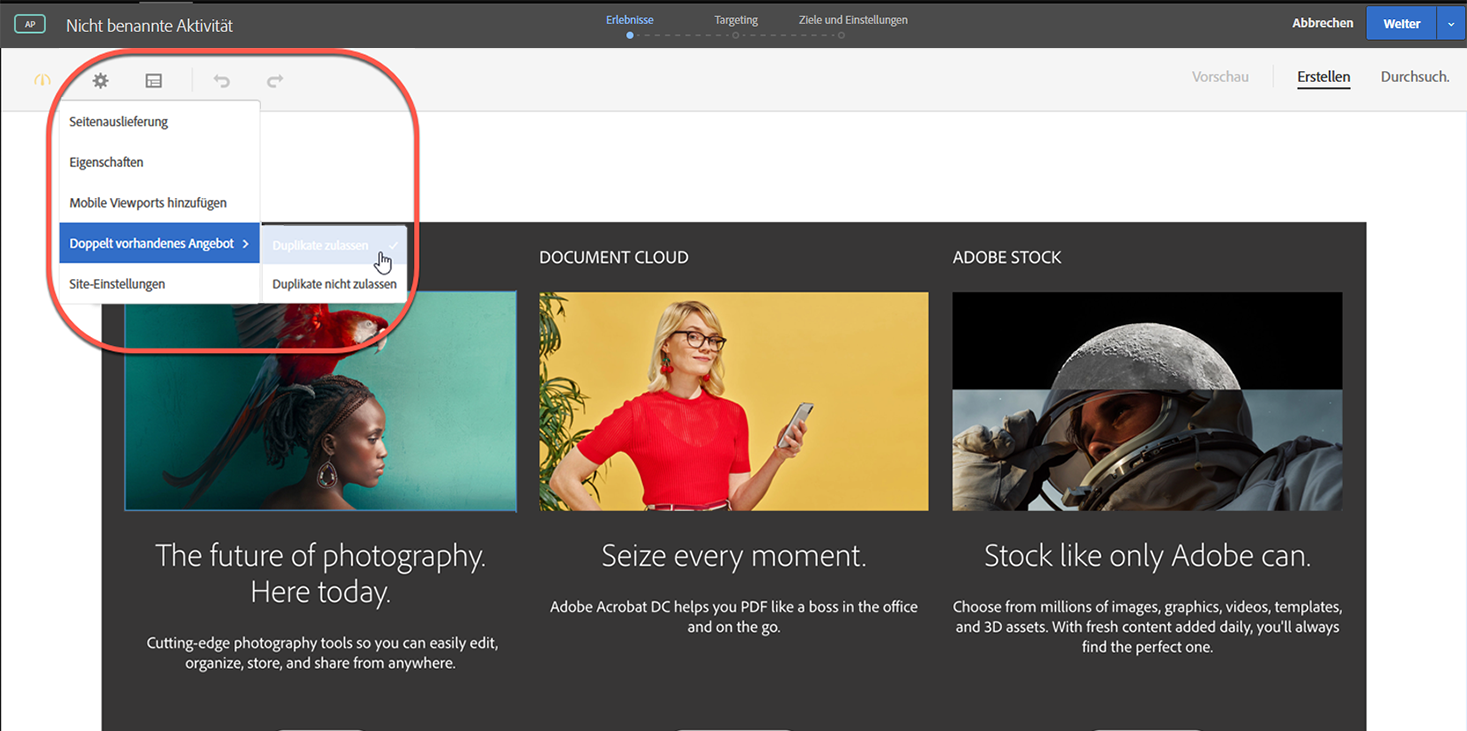 AP
Nicht benannte Aktivität
Erlebnisse
Targeting
Ziele und Einstellungen
Abbrechen
Weiter
Vorschau
Erstellen
Durchsuch.
Seitenauslieferung
Eigenschaften
Mobile Viewports hinzufügen
Doppelt vorhandenes Angebot
Duplikate zulassen
Site-Einstellungen
Duplikate nicht zulassen
DOCUMENT CLOUD
ADOBE STOCK
The future of photography.
Here today.
Cutting-edge photography tools so you can easily edit,
organize, store, and share from anywhere.
Seize every moment.
Adobe Acrobat DC helps you PDF like a boss in the office
and on the go.
Stock like only Adobe can.
Choose from millions of images, graphics, videos, templates,
and 3D assets. With fresh content added daily, you'll always
find the perfect one.